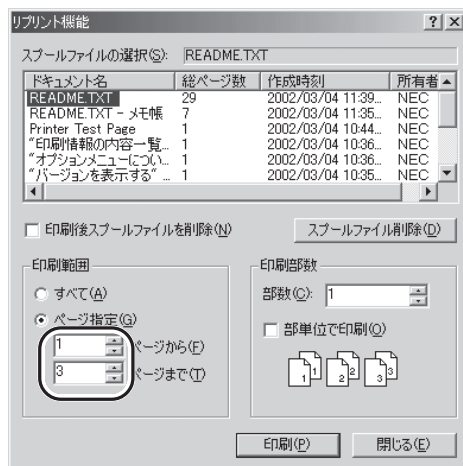 リプリント機能
スプールファイルの選択(S): README.TXT
ドキュメント名 総ページ数 作成時刻 所有者
README.TXT 29 2002/03/04 11:39... NEC
README.TXT - メモ帳 7 2002/03/04 11:35... NEC
Printer Test Page 1 2002/03/04 10:44... NEC
"印刷情報の内容一覧... 1 2002/03/04 10:36... NEC
"オプションメニューについ... 1 2002/03/04 10:36... NEC
"バージョンを表示する" ... 1 2002/03/04 10:35... NEC
印刷後スプールファイルを削除(N) スプールファイル削除(D)
印刷範囲
すべて(A)
ページ指定(G)
1 ページから(F)
3 ページまで(T)
印刷部数
部数(C): 1
部単位で印刷(O)
1 1 2 2 3 3
印刷(P) 閉じる(E)